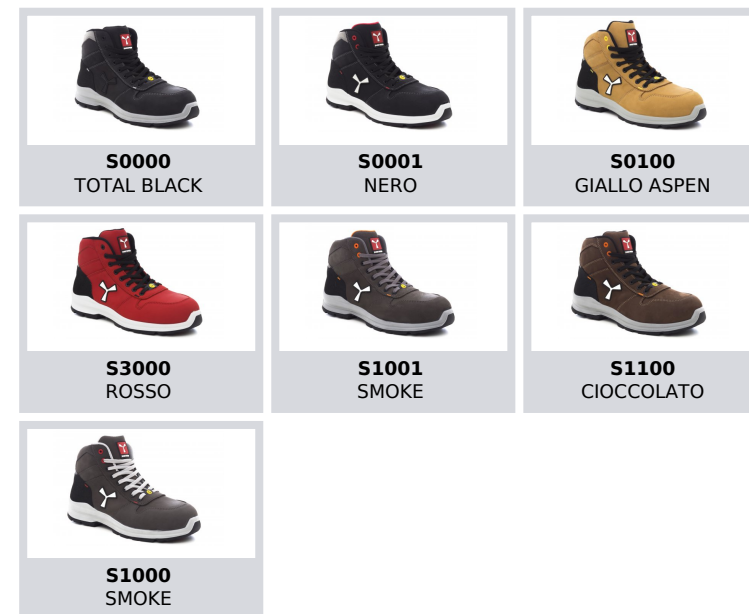 S0000
TOTAL BLACK
S0001
NERO
S0100
GIALLO ASPEN
S3000
ROSSO
S1001
SMOKE
S1100
CIOCCOLATO
S1000
SMOKE